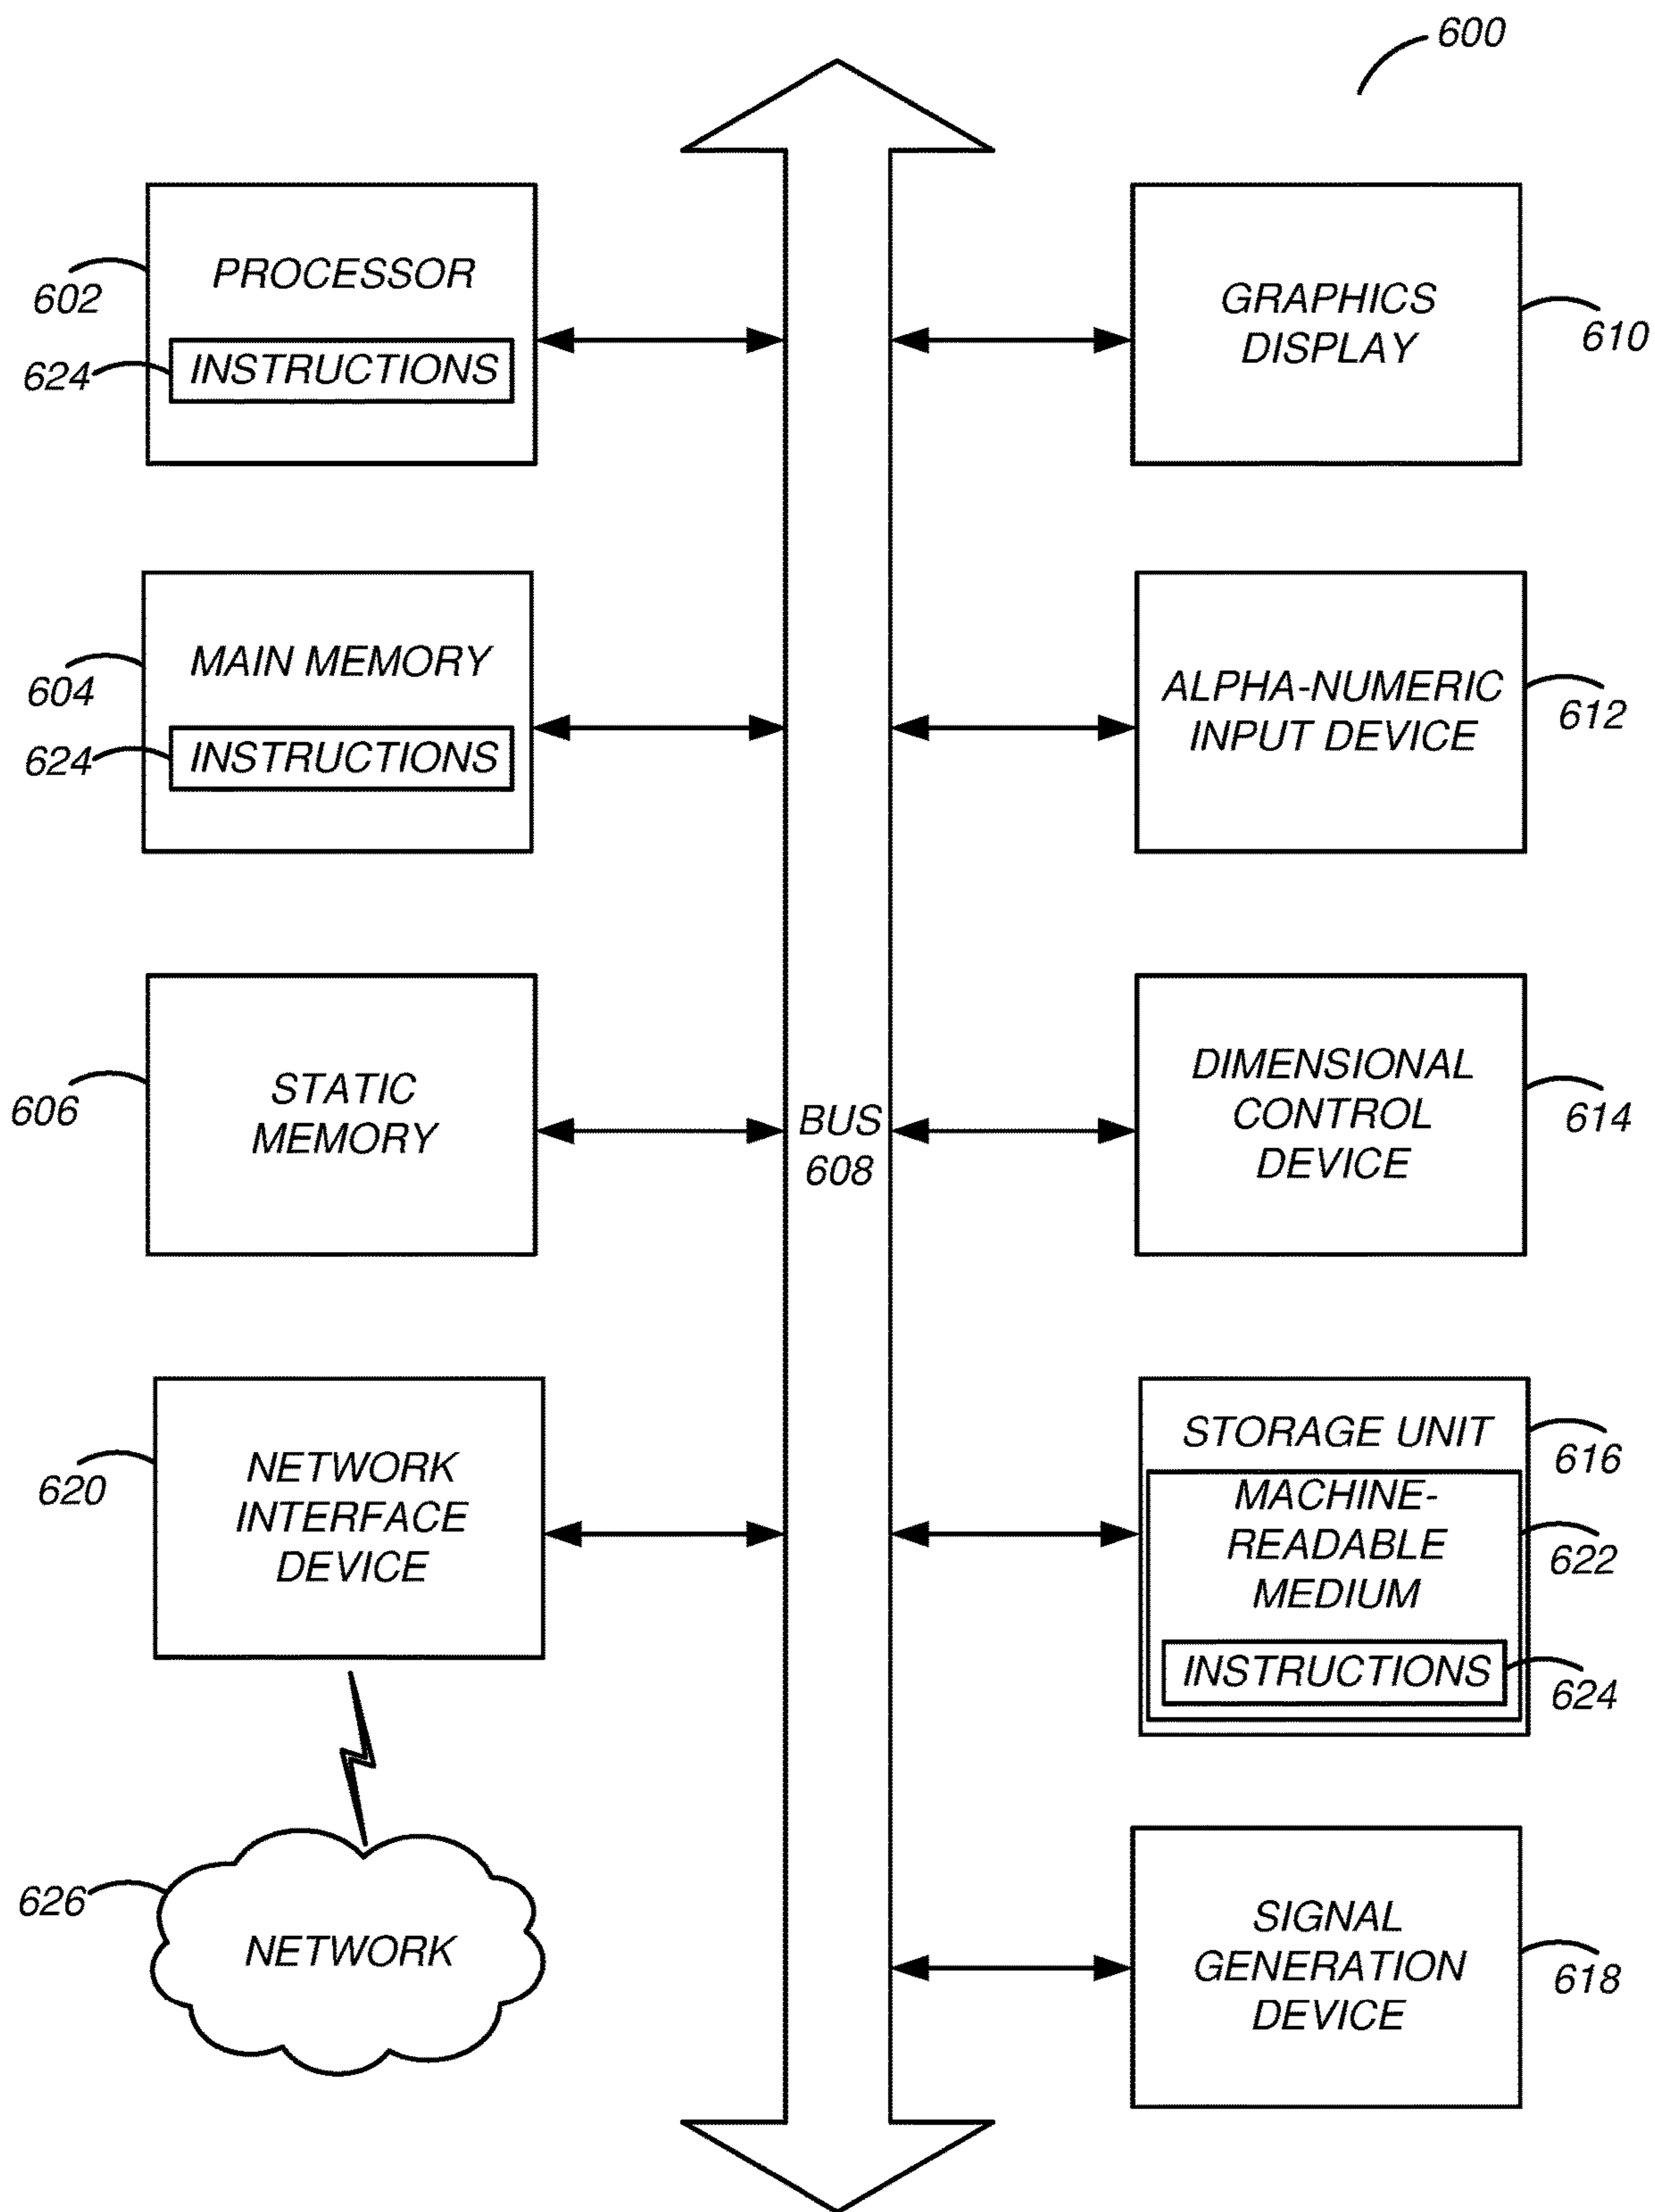 600
PROCESSOR
602
624
INSTRUCTIONS
MAIN MEMORY
604
624
INSTRUCTIONS
STATIC
MEMORY
606
NETWORK
INTERFACE
DEVICE
620
626
NETWORK
BUS
608
GRAPHICS
DISPLAY
610
ALPHA-NUMERIC
INPUT DEVICE
612
DIMENSIONAL
CONTROL
DEVICE
614
STORAGE UNIT
616
MACHINE-
READABLE
MEDIUM
622
INSTRUCTIONS
624
SIGNAL
GENERATION
DEVICE
618